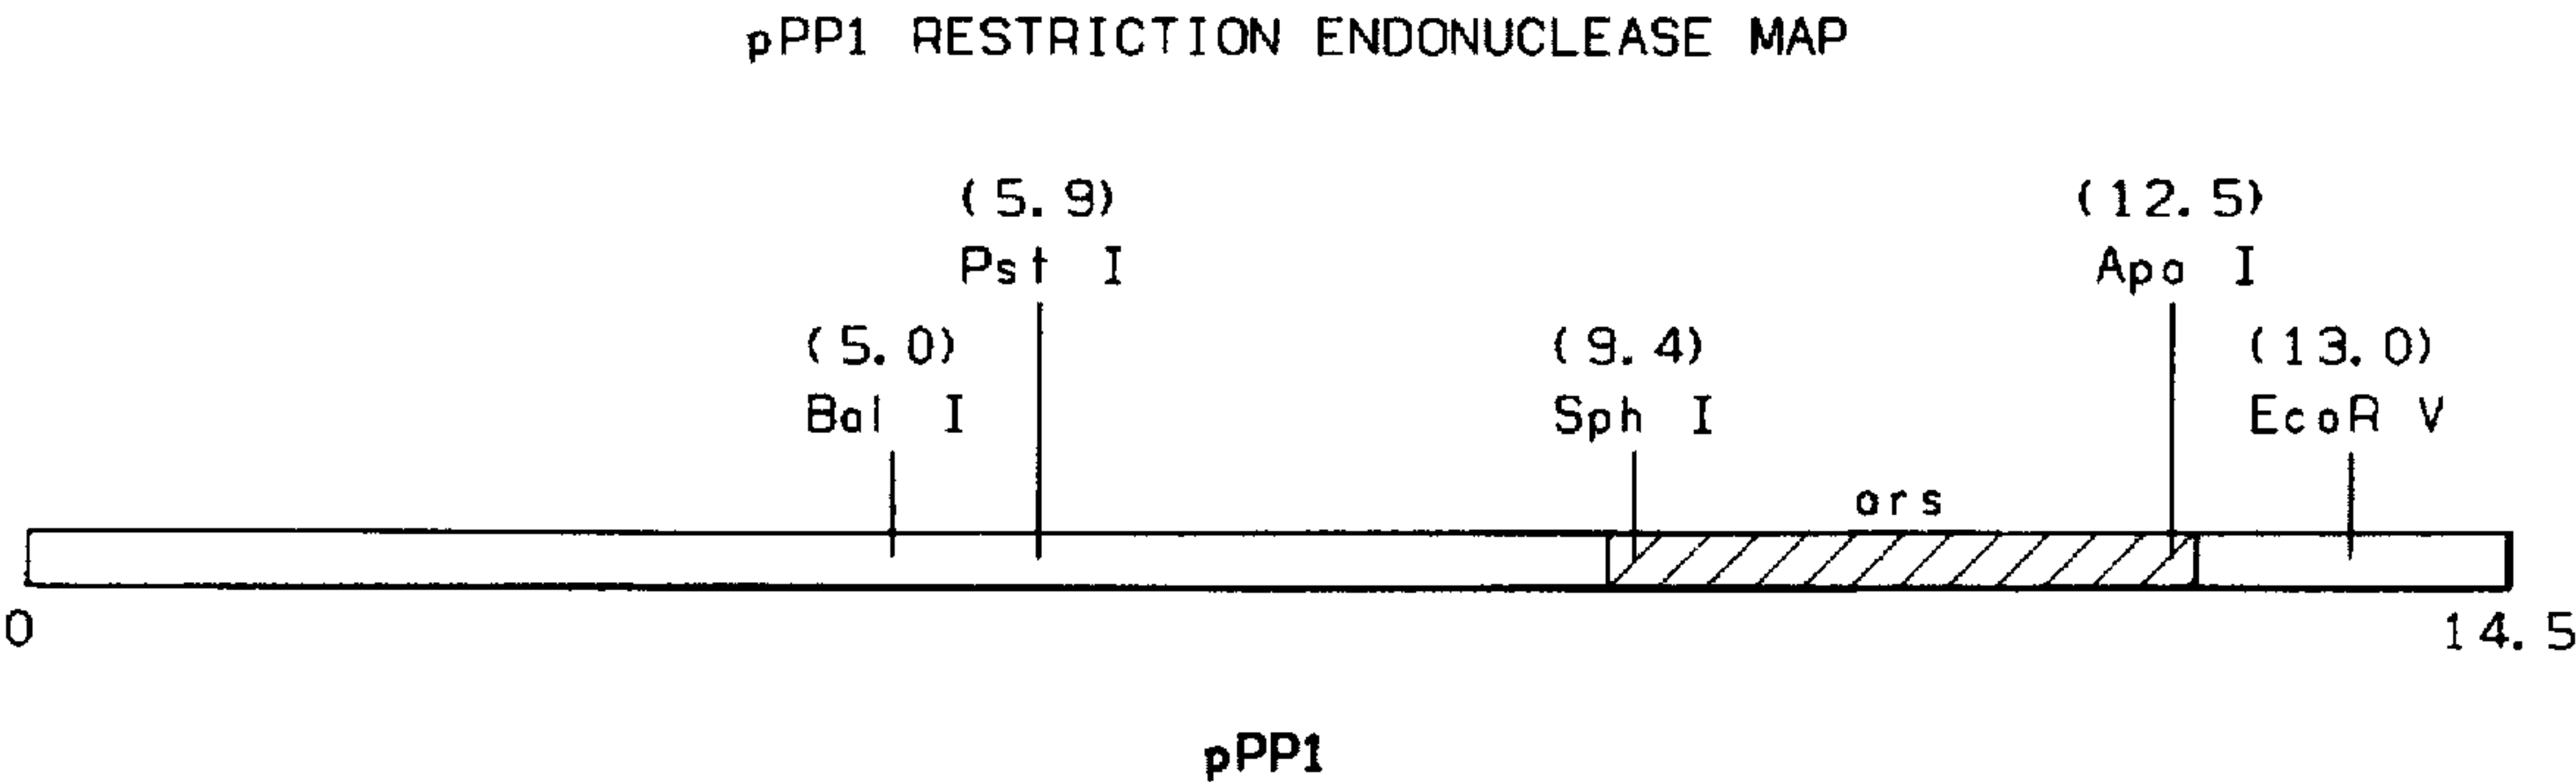 pPP1 RESTRICTION ENDONUCLEASE MAP
(5.9)
Pst I
(12.5)
Apa I
(5.0)
Bal I
(9.4)
Sph I
(13.0)
EcoR V
ars
0
14.5
pPP1